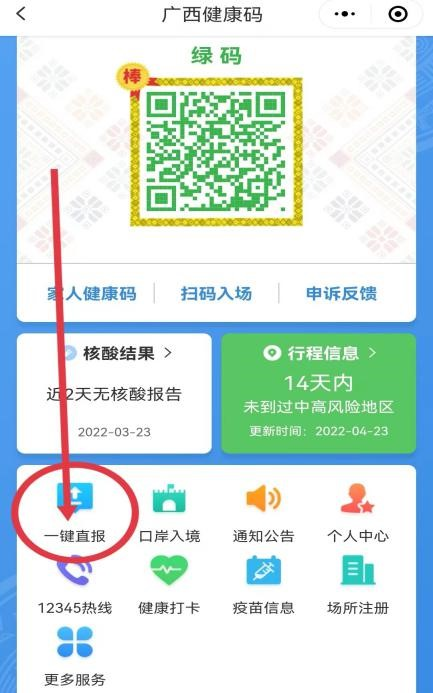 广西健康码
绿码
棒
家人健康码
扫码入场
申诉反馈
核酸结果
近2天无核酸报告
2022-03-23
行程信息
14天内
未到过中高风险地区
更新时间：2022-04-23
一键直报
口岸入境
通知公告
个人中心
12345热线
健康打卡
疫苗信息
场所注册
更多服务